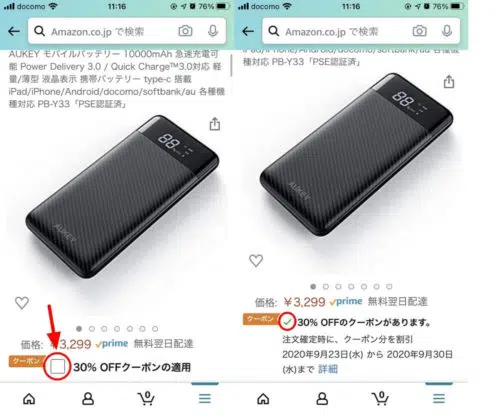 docomo 11:16 76%
Amazon.co.jp で検索
AUKEY モバイルバッテリー 10000mAh 急速充電可
能 Power Delivery 3.0 / Quick Charge™3.0対応 軽
量/薄型 液晶表示 携帯バッテリー type-c 搭載
iPad/iPhone/Android/docomo/softbank/au 各種機
種対応 PB-Y33「PSE認証済」
88
AUKEY
価格: ￥3,299 prime 無料翌日配達
クーポン 30% OFFクーポンの適用
0
docomo 11:16 76%
Amazon.co.jp で検索
iPad/iPhone/Android/docomo/softbank/au 各種機
種対応 PB-Y33「PSE認証済」
88
AUKEY
価格: ￥3,299 prime 無料翌日配達
クーポン 30% OFFのクーポンがあります。
注文確定時に、クーポン分を割引
2020年9月23日(水) から 2020年9月30日
(水)まで 詳細
0